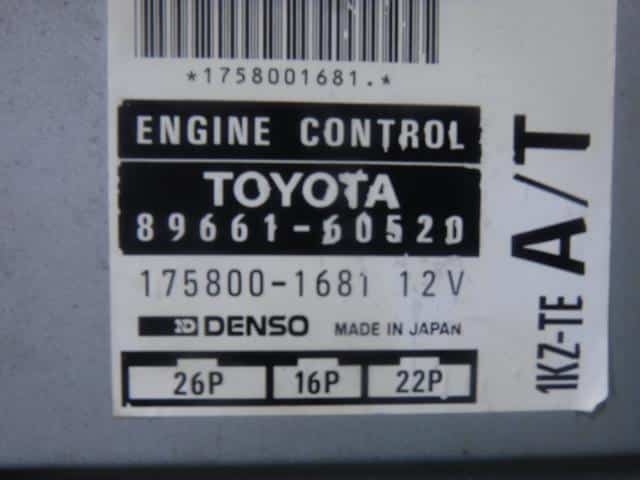 *1758001681.*
ENGINE CONTROL
TOYOTA
89661-60520
175800-1681 12V
DENSO MADE IN JAPAN
26P 16P 22P
1KZ-TE A/T